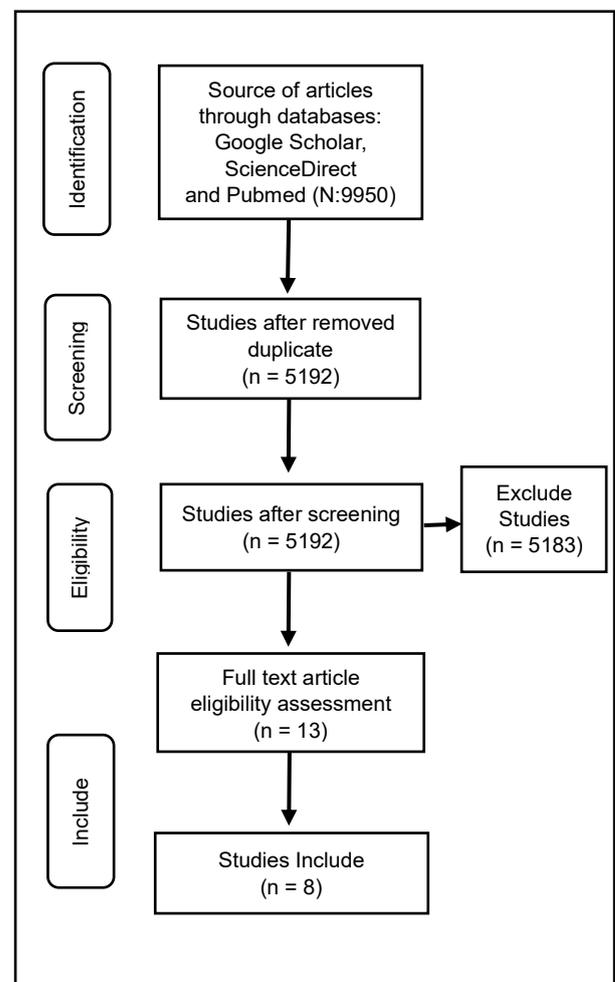 Identification
Source of articles
through databases:
Google Scholar,
ScienceDirect
and Pubmed (N:9950)
Screening
Studies after removed
duplicate
(n = 5192)
Eligibility
Studies after screening
(n = 5192)
Exclude
Studies
(n = 5183)
Full text article
eligibility assessment
(n = 13)
Include
Studies Include
(n = 8)